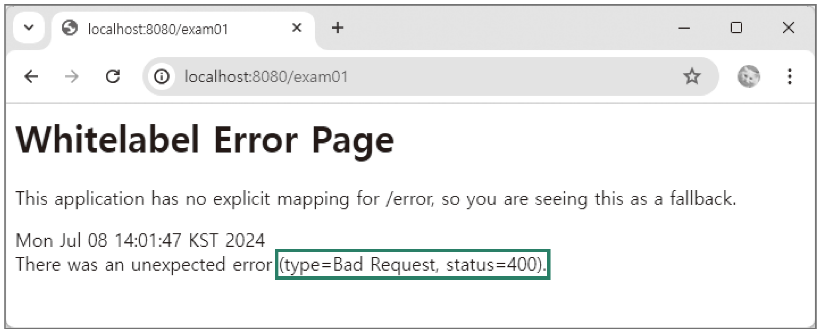 localhost:8080/exam01
localhost:8080/exam01
Whitelabel Error Page
This application has no explicit mapping for /error, so you are seeing this as a fallback.
Mon Jul 08 14:01:47 KST 2024
There was an unexpected error (type=Bad Request, status=400).